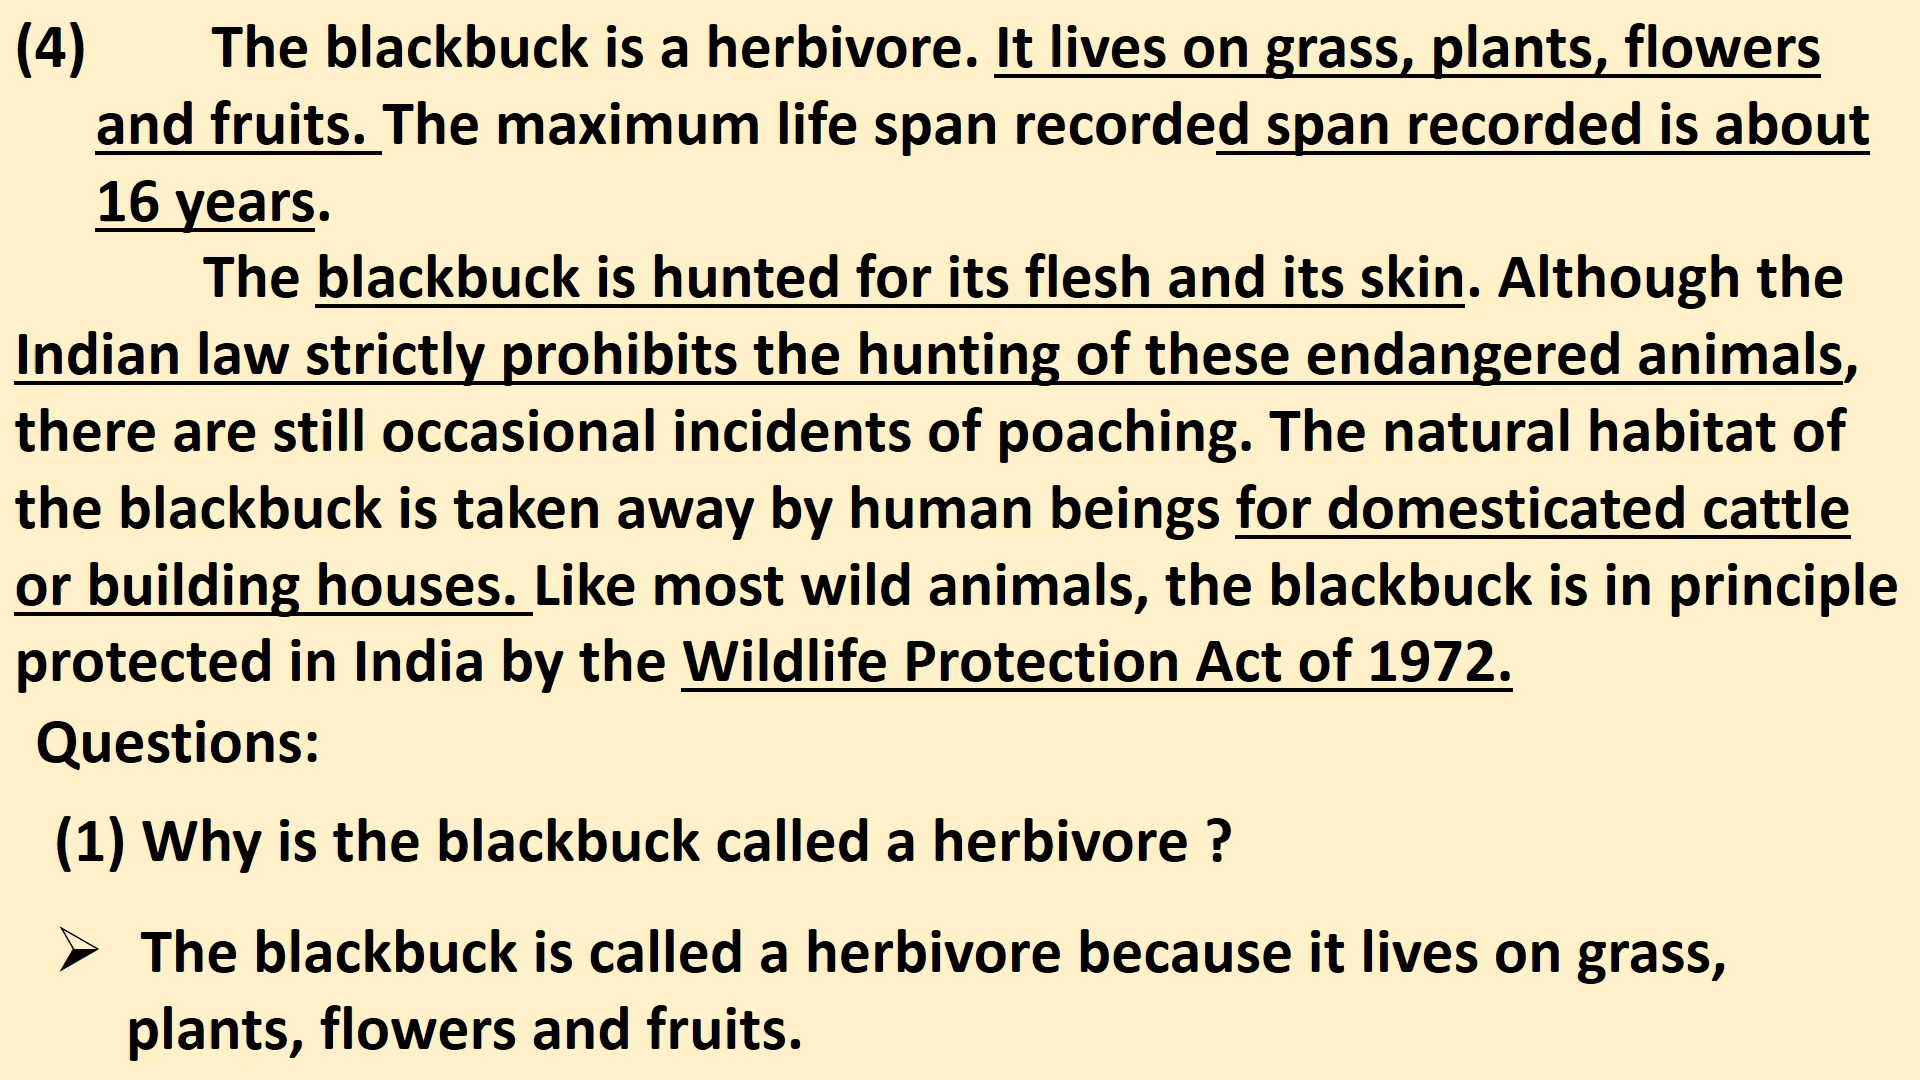 (4) The blackbuck is a herbivore. It lives on grass, plants, flowers
and fruits. The maximum life span recorded span recorded is about
16 years.
The blackbuck is hunted for its flesh and its skin. Although the
Indian law strictly prohibits the hunting of these endangered animals,
there are still occasional incidents of poaching. The natural habitat of
the blackbuck is taken away by human beings for domesticated cattle
or building houses. Like most wild animals, the blackbuck is in principle
protected in India by the Wildlife Protection Act of 1972.
Questions:
(1) Why is the blackbuck called a herbivore ?
➢ The blackbuck is called a herbivore because it lives on grass,
plants, flowers and fruits.